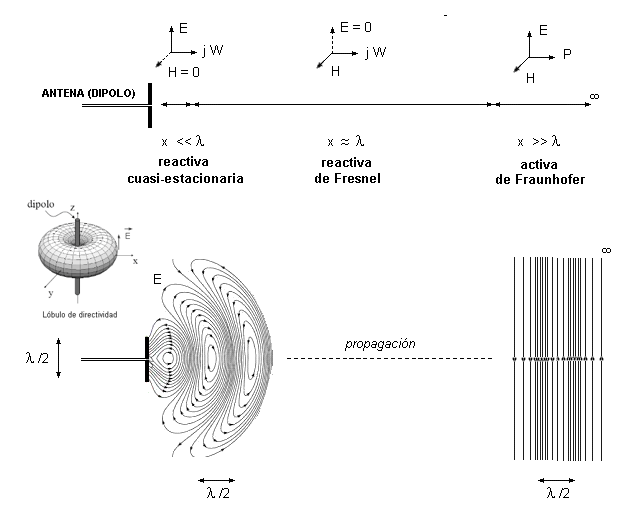 E
j W
H = 0
E = 0
j W
H
E
P
H
ANTENA (DIPOLO)
∞
x << λ
reactiva
cuasi-estacionaria
x ≈ λ
reactiva
de Fresnel
x >> λ
activa
de Fraunhofer
dipolo
z
E
x
y
Lóbulo de directividad
E
∞
propagación
λ /2
λ /2
λ /2